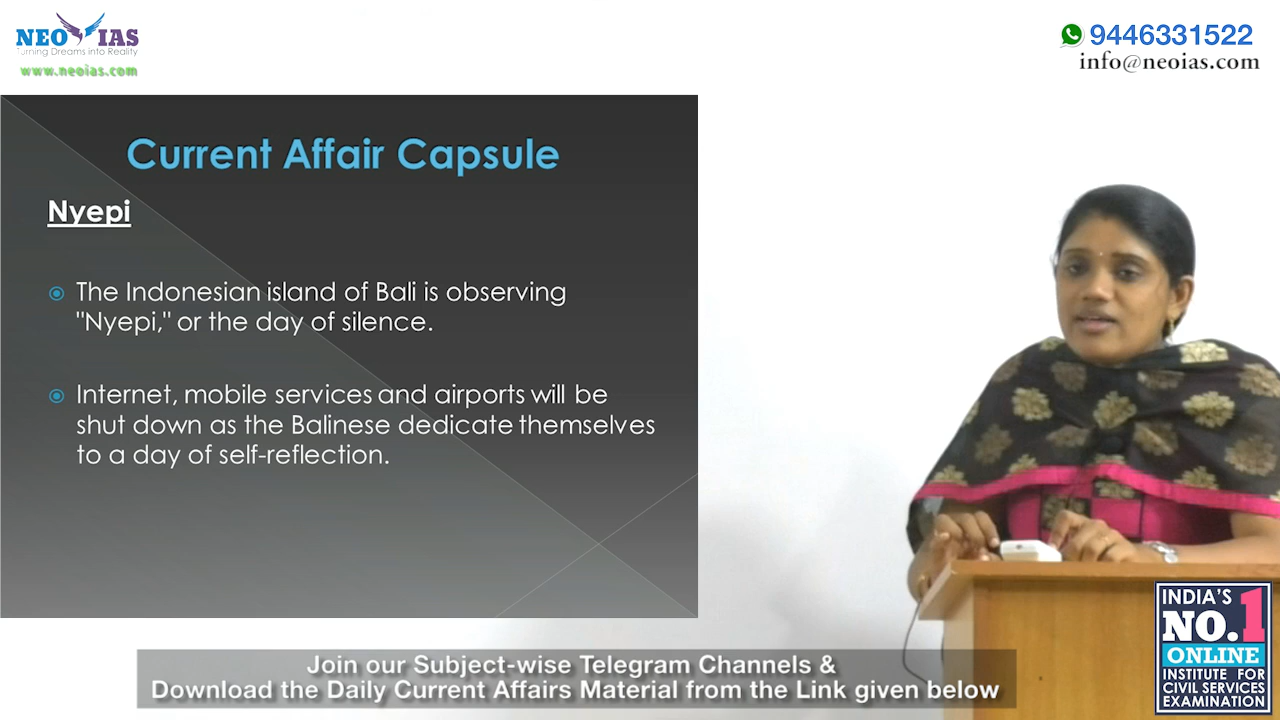 NEO IAS
Turning Dreams into Reality
www.neoias.com
9446331522
info@neoias.com
Current Affair Capsule
Nyepi
The Indonesian island of Bali is observing
"Nyepi," or the day of silence.
Internet, mobile services and airports will be
shut down as the Balinese dedicate themselves
to a day of self-reflection.
Join our Subject-wise Telegram Channels &
Download the Daily Current Affairs Material from the Link given below
INDIA'S
NO.1
ONLINE
INSTITUTE FOR
CIVIL SERVICES
EXAMINATION